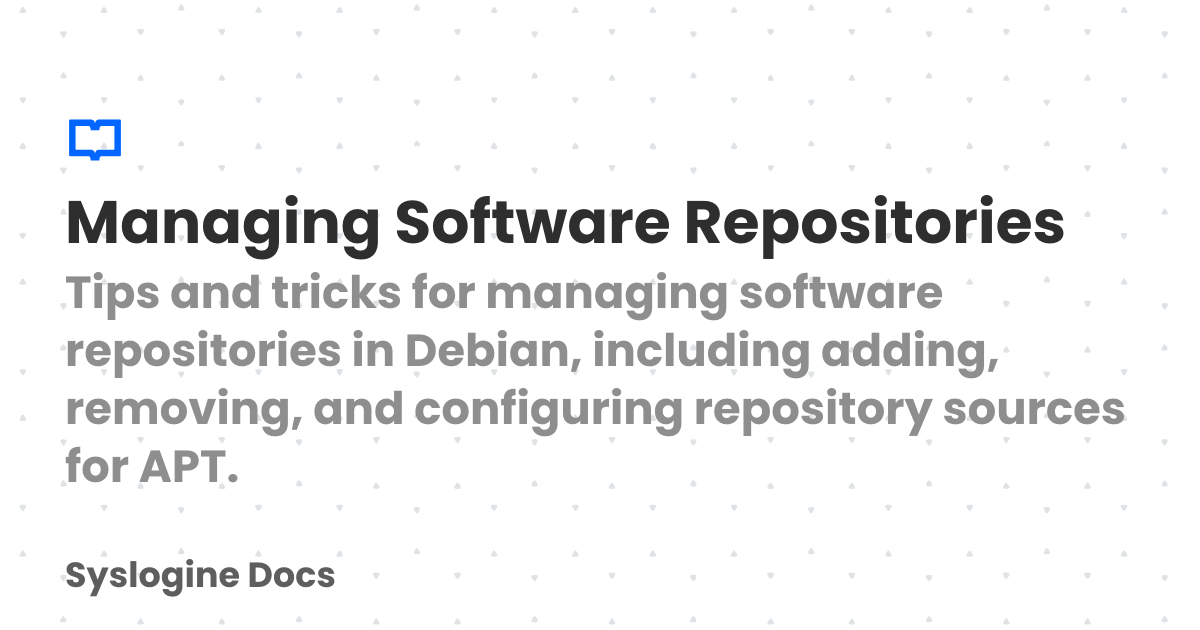 Managing Software Repositories
Tips and tricks for managing software
repositories in Debian, including adding,
removing, and configuring repository sources
for APT.
Syslogine Docs